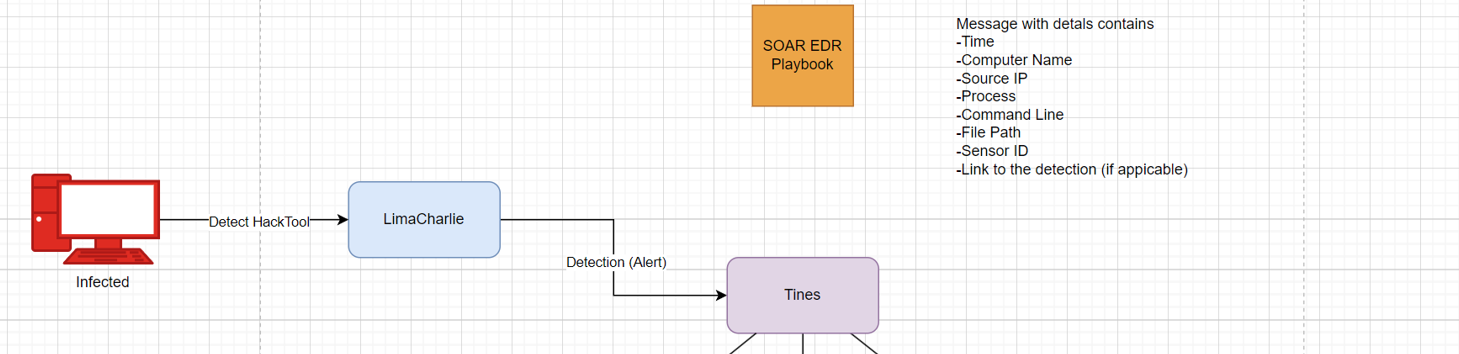 SOAR EDR
Playbook
Message with detals contains
-Time
-Computer Name
-Source IP
-Process
-Command Line
-File Path
-Sensor ID
-Link to the detection (if appicable)
Detect HackTool
LimaCharlie
Infected
Detection (Alert)
Tines